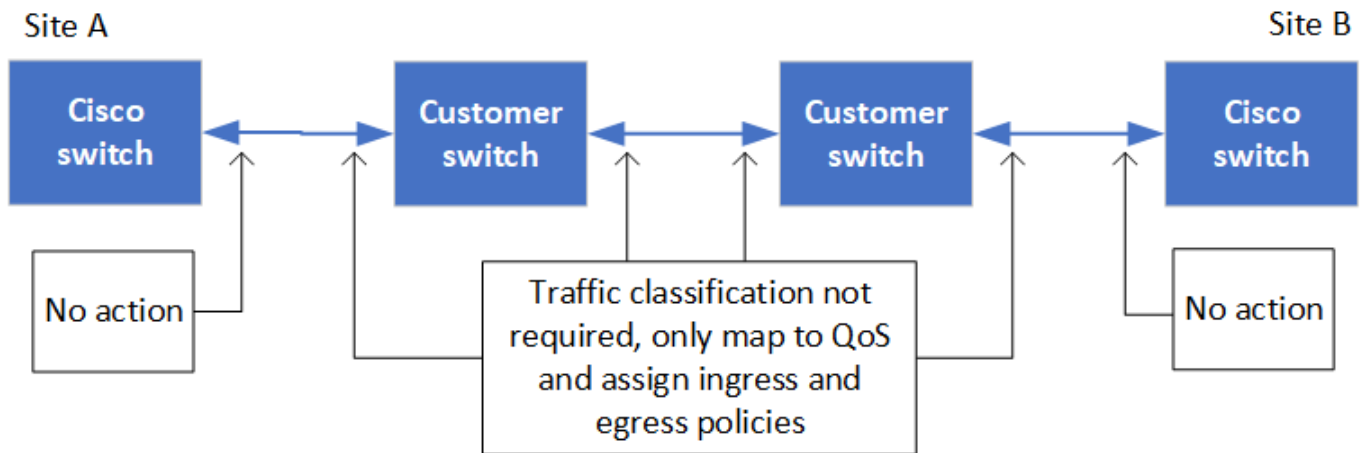 Site A
Site B
Cisco
switch
Customer
switch
Customer
switch
Cisco
switch
No action
Traffic classification not
required, only map to QoS
and assign ingress and
egress policies
No action